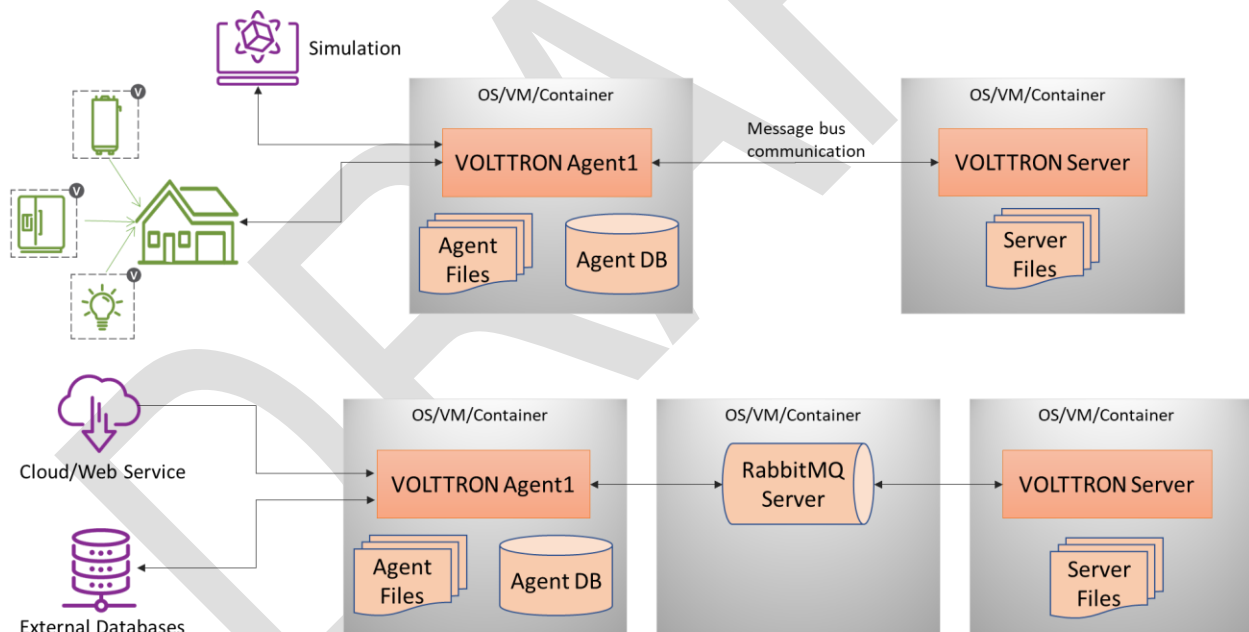 Simulation
OS/VM/Container
OS/VM/Container
V
VOLTTRON Agent1
Message bus
communication
VOLTTRON Server
V
Agent
Files
Agent DB
Server
Files
V
Cloud/Web Service
OS/VM/Container
OS/VM/Container
OS/VM/Container
VOLTTRON Agent1
RabbitMQ
Server
VOLTTRON Server
Agent
Files
Agent DB
Server
Files
External Databases
DRAFT